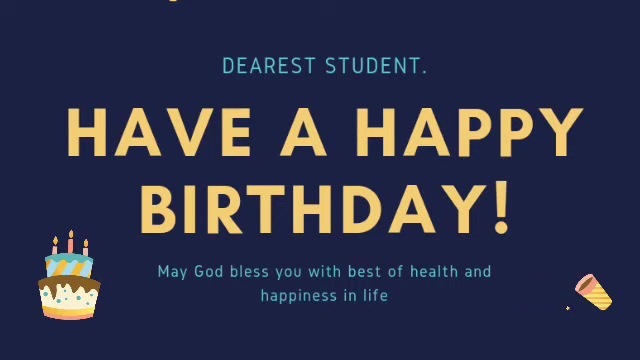 DEAREST STUDENT.
HAVE A HAPPY
BIRTHDAY!
May God bless you with best of health and
happiness in life